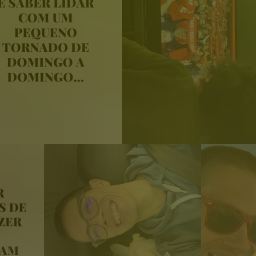 E SABER LIDAR
COM UM
PEQUENO
TORNADO DE
DOMINGO A
DOMINGO...
R
S DE
ZER
AM